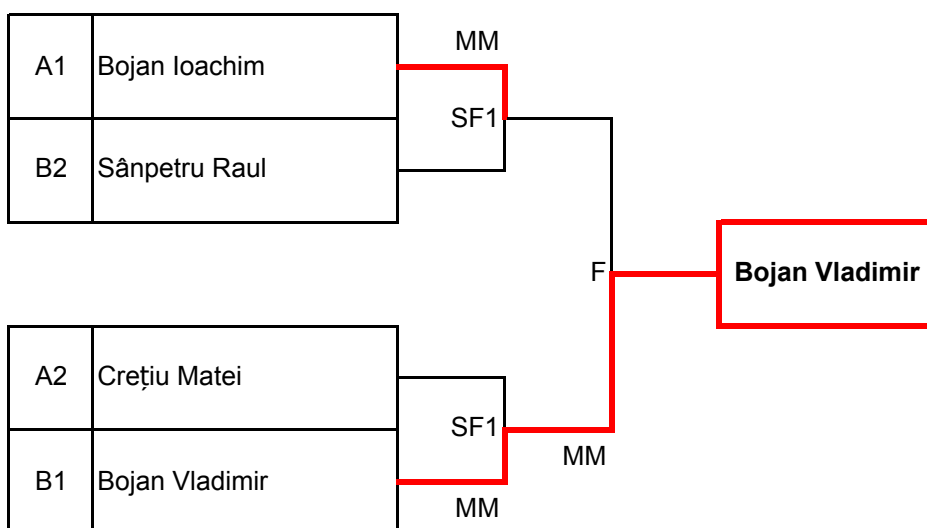 MM
A1 Bojan Ioachim
SF1
B2 Sânpetru Raul
F Bojan Vladimir
A2 Crețiu Matei
SF1
MM
B1 Bojan Vladimir
MM